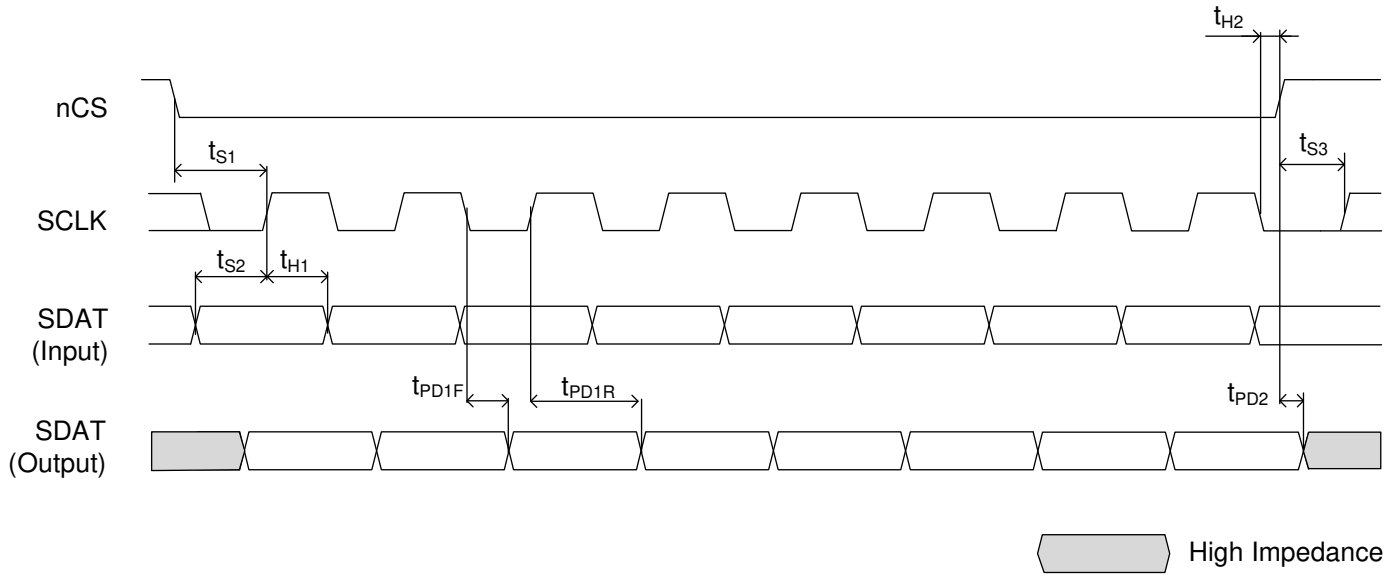 tH2
nCS
tS1
tS3
SCLK
tS2
tH1
SDAT
(Input)
tPD1F
tPD1R
tPD2
SDAT
(Output)
High Impedance